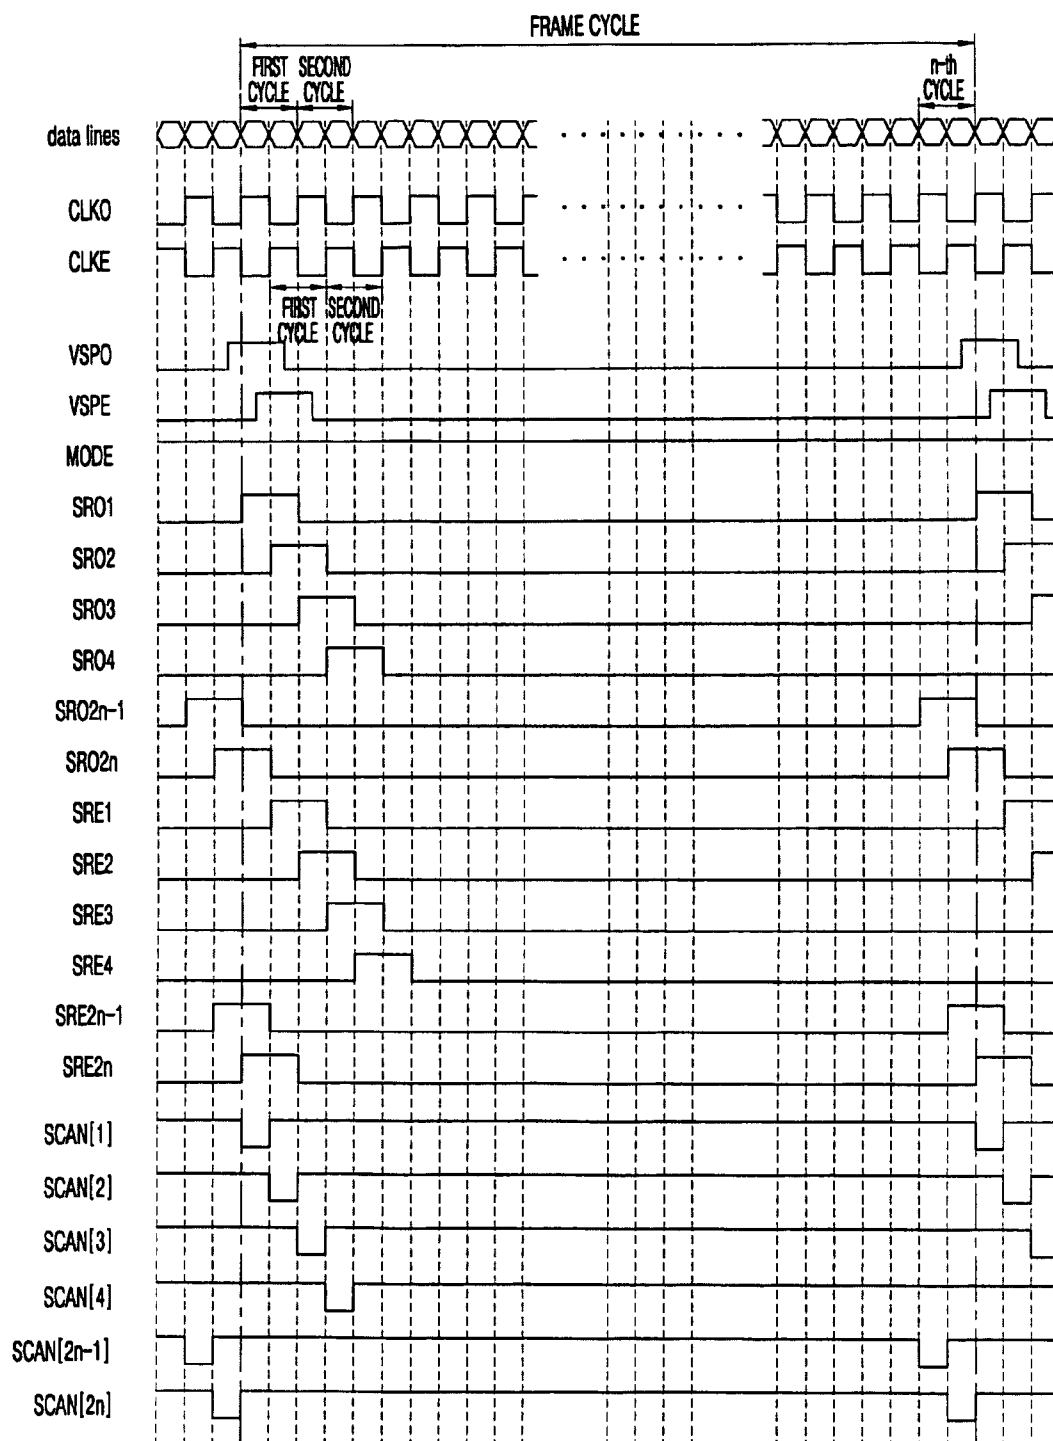 FRAME CYCLE
FIRST CYCLE
SECOND CYCLE
n-th CYCLE
data lines
CLKO
CLKE
FIRST CYCLE
SECOND CYCLE
VSPO
VSPE
MODE
SRO1
SRO2
SRO3
SRO4
SRO2n-1
SRO2n
SRE1
SRE2
SRE3
SRE4
SRE2n-1
SRE2n
SCAN[1]
SCAN[2]
SCAN[3]
SCAN[4]
SCAN[2n-1]
SCAN[2n]